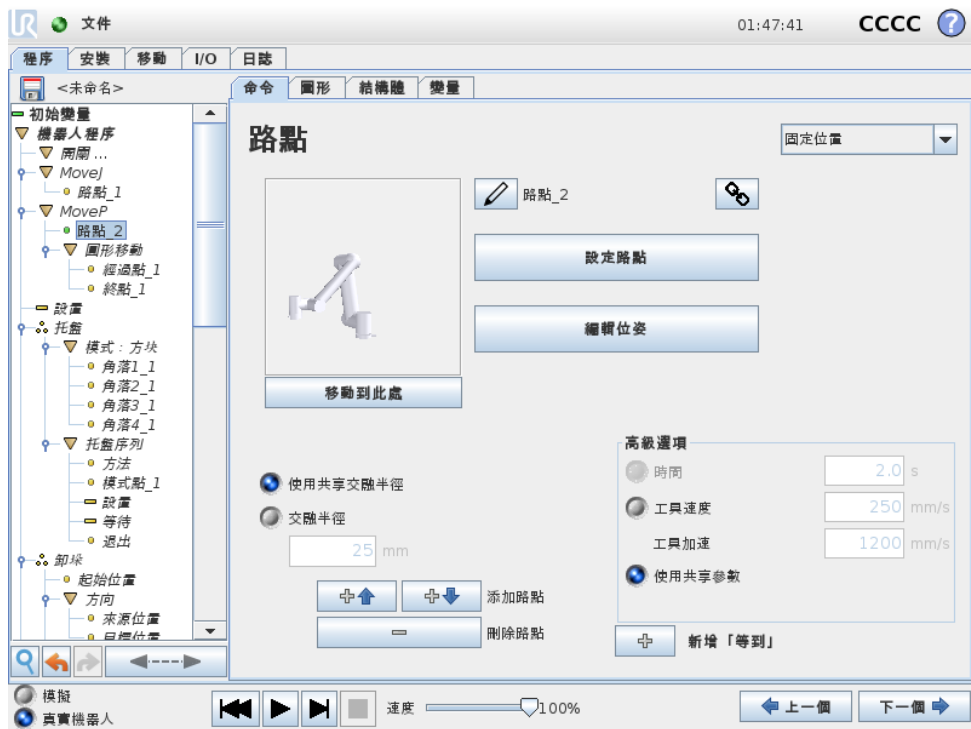 UR 文件 01:47:41 CCCC ?
程序 安裝 移動 I/O 日誌
<未命名>
命令 圖形 結構體 變量
初始變量
機器人程序
開關 ...
MoveJ
路點_1
MoveP
路點_2
圓形移動
經過點_1
終點_1
設置
托盤
模式：方块
角落1_1
角落2_1
角落3_1
角落4_1
托盤序列
方法
模式點_1
設置
等待
退出
卸垛
起始位置
方向
來源位置
目標位置
路點
固定位置
路點_2
設定路點
編輯位姿
移動到此處
使用共享交融半徑
交融半徑
25 mm
添加路點
刪除路點
高級選項
時間 2.0 s
工具速度 250 mm/s
工具加速 1200 mm/s
使用共享參數
新增「等到」
模擬
真實機器人
速度 100%
上一個 下一個